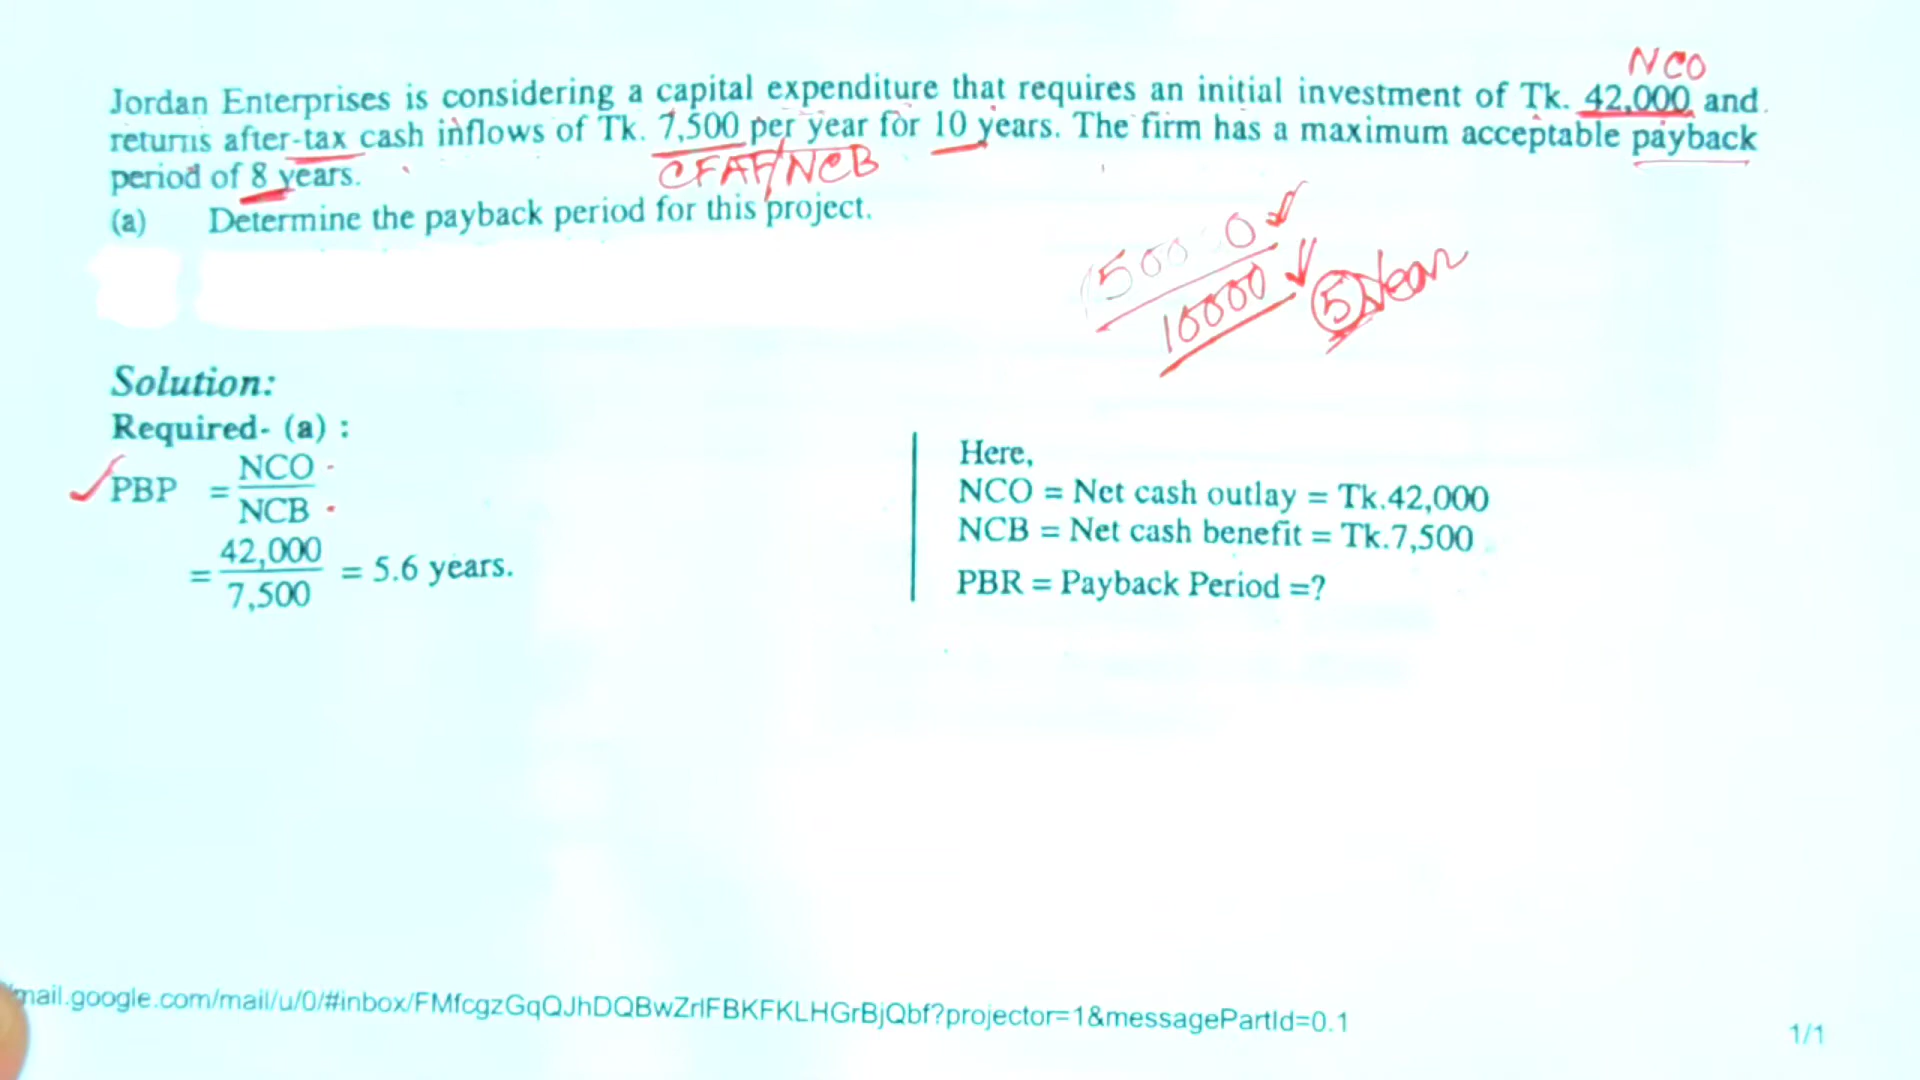 NCO
Jordan Enterprises is considering a capital expenditure that requires an initial investment of Tk. 42,000 and
returns after-tax cash inflows of Tk. 7,500 per year for 10 years. The firm has a maximum acceptable payback
CFAF/NCB
period of 8 years.
(a) Determine the payback period for this project.
50000
10000
5 Year
Solution:
Required- (a) :
PBP = NCO
NCB
= 42,000
7,500
= 5.6 years.
Here,
NCO = Net cash outlay = Tk.42,000
NCB = Net cash benefit = Tk.7,500
PBR = Payback Period =?
mail.google.com/mail/u/0/#inbox/FMfcgzGqQJhDQBwZrlFBKFKLHGrBjQbf?projector=1&messagePartId=0.1
1/1